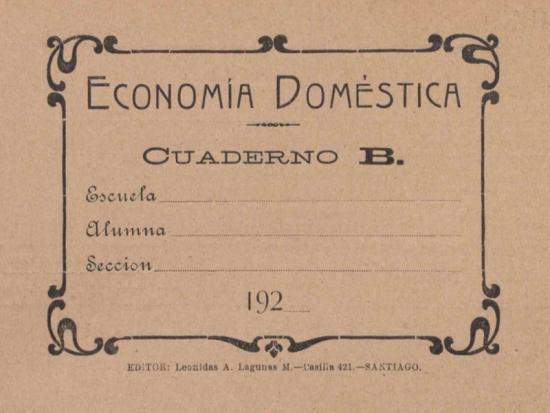 ECONOMÍA DOMÉSTICA
CUADERNO B.
Escuela
Alumna
Seccion
192
EDITOR: Leonidas A. Lagunas M.—Casilla 421.—SANTIAGO.